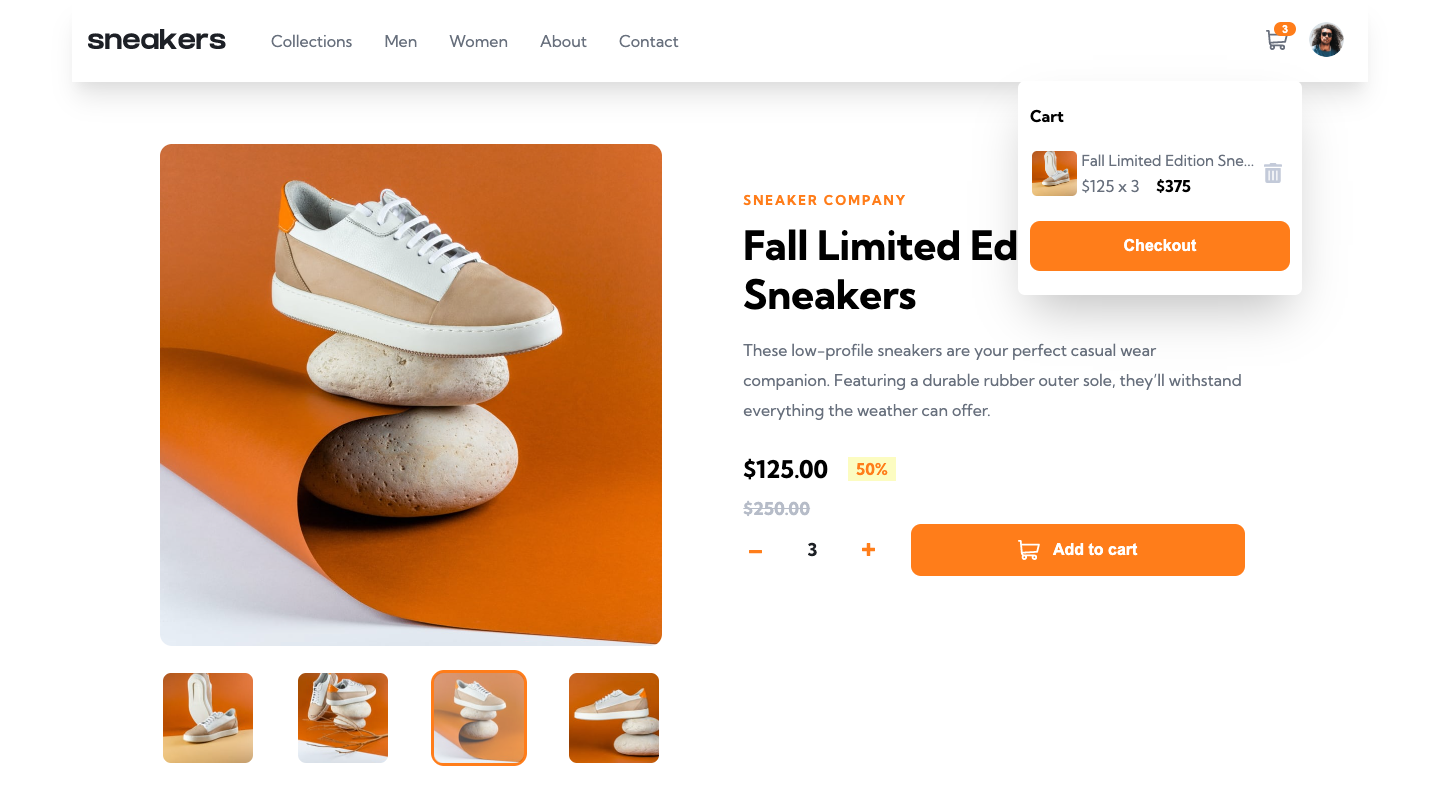 sneakers
Collections
Men
Women
About
Contact
3
Cart
Fall Limited Edition Sne...
$125 x 3 $375
Checkout
SNEAKER COMPANY
Fall Limited Ed
Sneakers
These low-profile sneakers are your perfect casual wear
companion. Featuring a durable rubber outer sole, they’ll withstand
everything the weather can offer.
$125.00 50%
$250.00
– 3 +
Add to cart